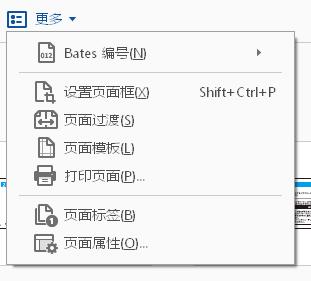 更多
Bates 编号(N)
设置页面框(X) Shift+Ctrl+P
页面过渡(S)
页面模板(L)
打印页面(P)...
页面标签(B)
页面属性(O)...